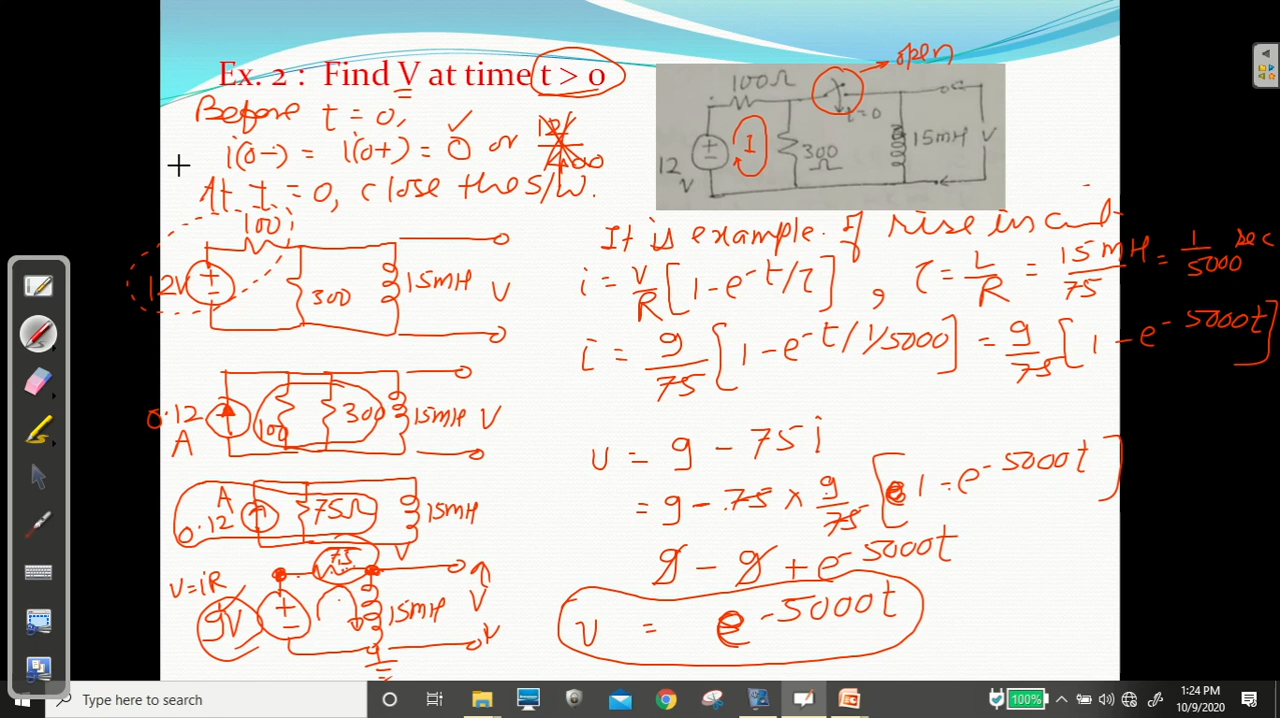 Ex. 2 : Find V at time t > 0
Before t = 0,
i(0-) = i(0+) = 0 or 12/400
At t = 0, close the S/W.
open
100Ω
t=0
I
300
Ω
15mH
V
12
V
100
12V
300
15mH
V
0.12
A
100
300
15mH
V
A
0.12
75Ω
15mH
V
V=iR
75
9V
15mH
V
It is example. of rise in
i = V/R [1-e-t/τ] , τ = L/R = 15mH/75 = 1/5000 sec
i = 9/75 [1-e-t/1/5000] = 9/75 [1-e-5000t]
v = 9 - 75i
= 9 - 75 x 9/75 [1-e-5000t]
9 - 9 + e-5000t
v = e-5000t
Type here to search
100%
1:24 PM
10/9/2020